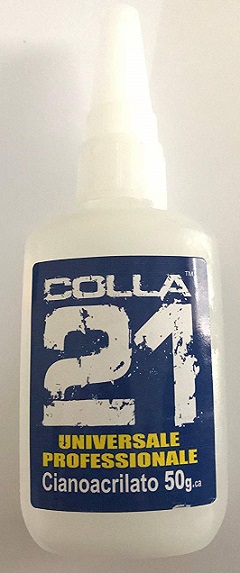 COLLA™
21
UNIVERSALE
PROFESSIONALE
Cianoacrilato 50g.ca